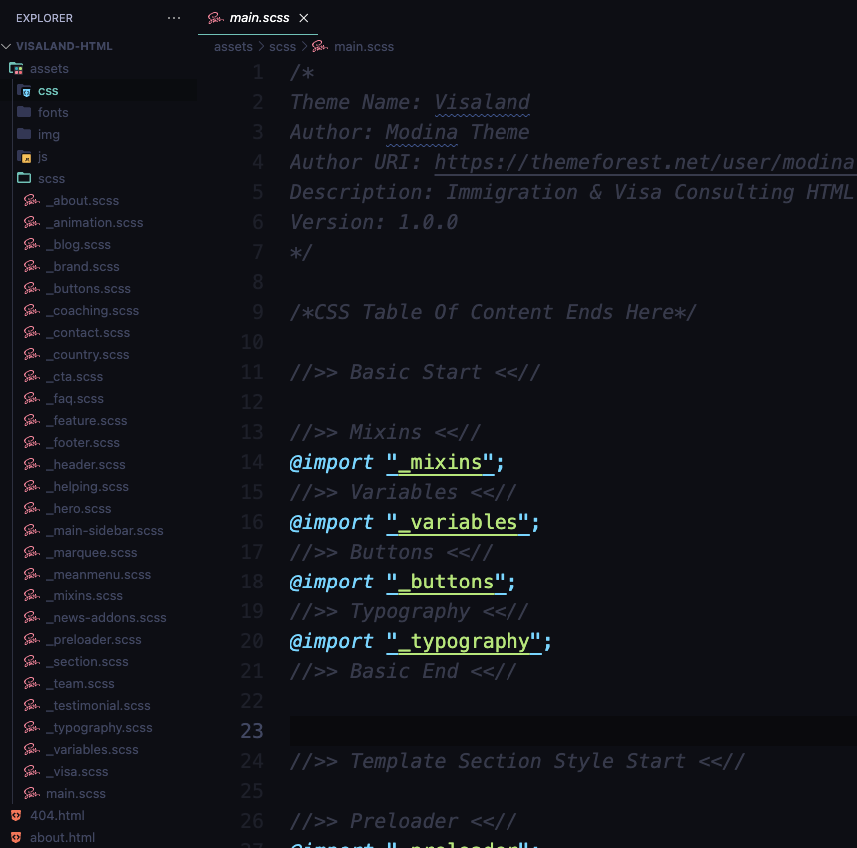 EXPLORER
VISALAND-HTML
assets
css
fonts
img
js
scss
_about.scss
_animation.scss
_blog.scss
_brand.scss
_buttons.scss
_coaching.scss
_contact.scss
_country.scss
_cta.scss
_faq.scss
_feature.scss
_footer.scss
_header.scss
_helping.scss
_hero.scss
_main-sidebar.scss
_marquee.scss
_meanmenu.scss
_mixins.scss
_news-addons.scss
_preloader.scss
_section.scss
_team.scss
_testimonial.scss
_typography.scss
_variables.scss
_visa.scss
main.scss
404.html
about.html
main.scss
assets > scss > main.scss
1 /*
2 Theme Name: Visaland
3 Author: Modina Theme
4 Author URI: https://themeforest.net/user/modina
5 Description: Immigration & Visa Consulting HTML
6 Version: 1.0.0
7 */
8
9 /*CSS Table Of Content Ends Here*/
10
11 //>> Basic Start <<//
12
13 //>> Mixins <<//
14 @import "_mixins";
15 //>> Variables <<//
16 @import "_variables";
17 //>> Buttons <<//
18 @import "_buttons";
19 //>> Typography <<//
20 @import "_typography";
21 //>> Basic End <<//
22
23
24 //>> Template Section Style Start <<//
25
26 //>> Preloader <<//
27 @import "_preloader";